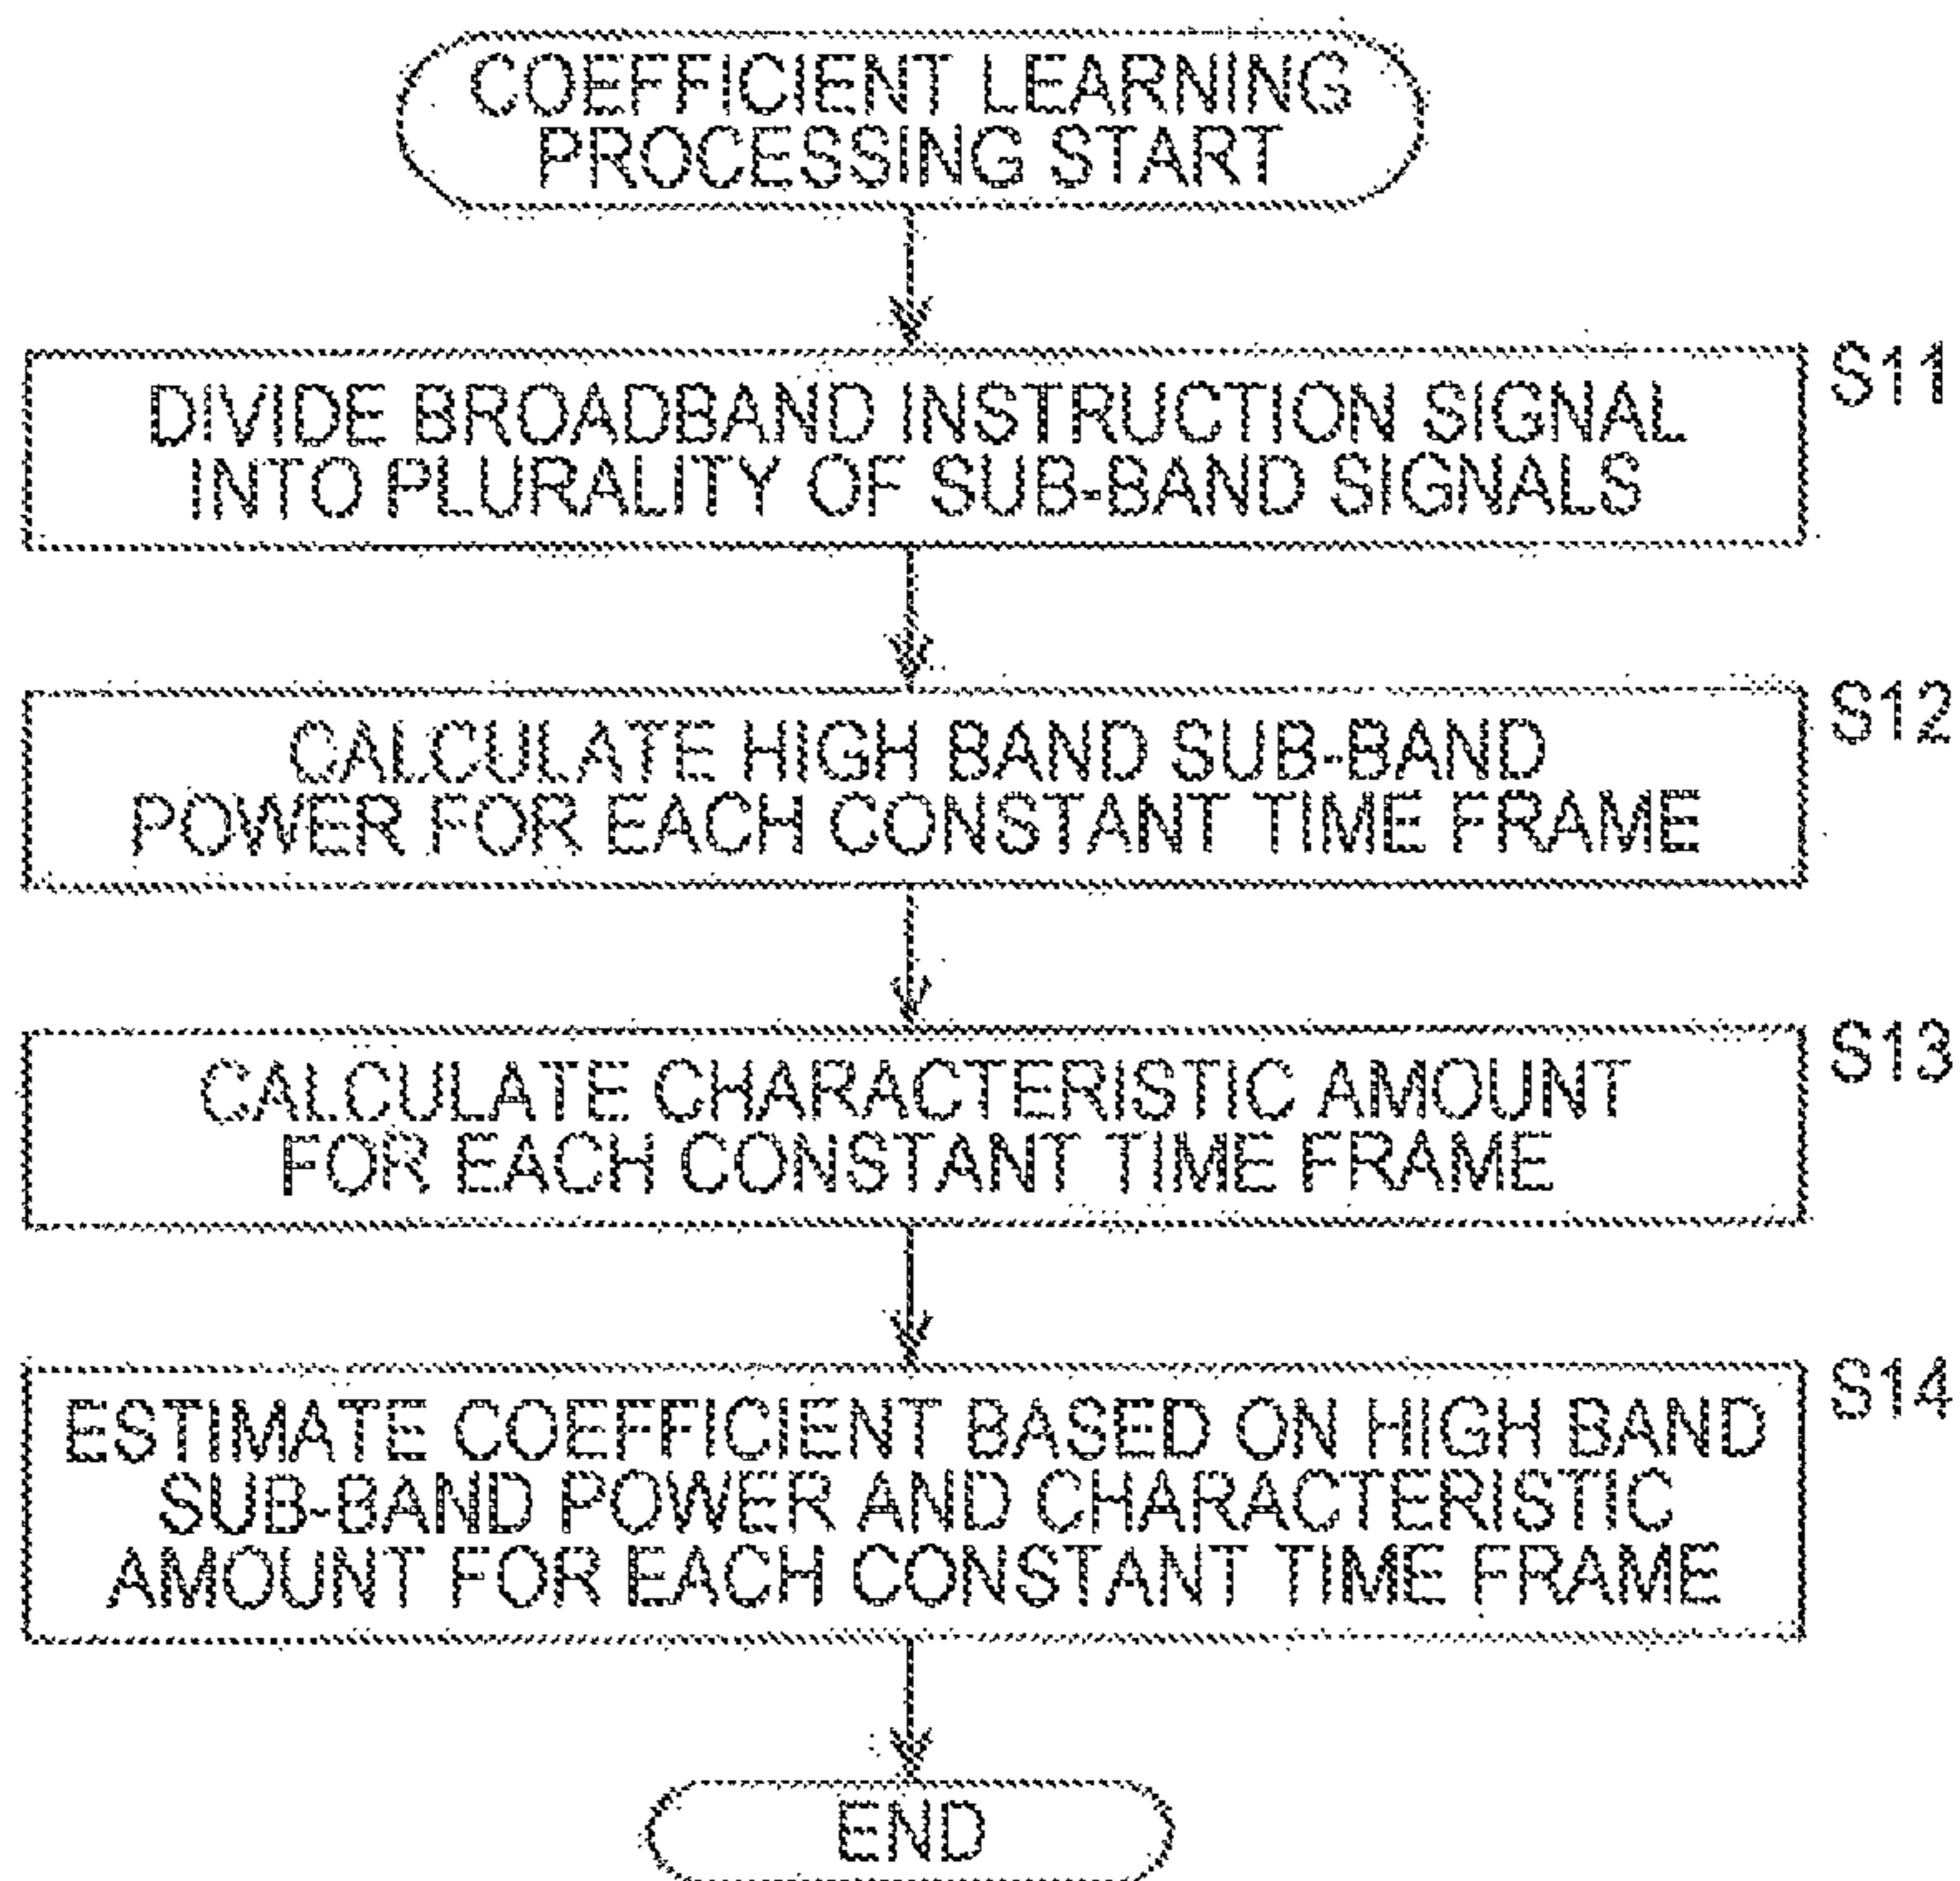 COEFFICIENT LEARNING
PROCESSING START
S11
DIVIDE BROADBAND INSTRUCTION SIGNAL
INTO PLURALITY OF SUB-BAND SIGNALS
S12
CALCULATE HIGH BAND SUB-BAND
POWER FOR EACH CONSTANT TIME FRAME
S13
CALCULATE CHARACTERISTIC AMOUNT
FOR EACH CONSTANT TIME FRAME
S14
ESTIMATE COEFFICIENT BASED ON HIGH BAND
SUB-BAND POWER AND CHARACTERISTIC
AMOUNT FOR EACH CONSTANT TIME FRAME
END